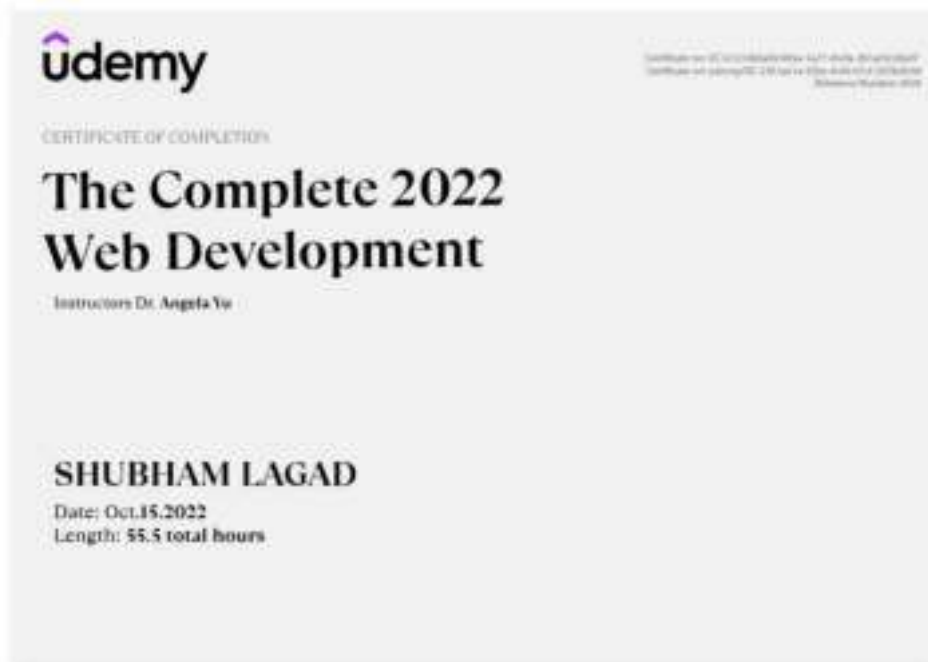 udemy
CERTIFICATE OF COMPLETION
The Complete 2022
Web Development
Instructors Dr. Angela Yu
SHUBHAM LAGAD
Date: Oct.15.2022
Length: 55.5 total hours